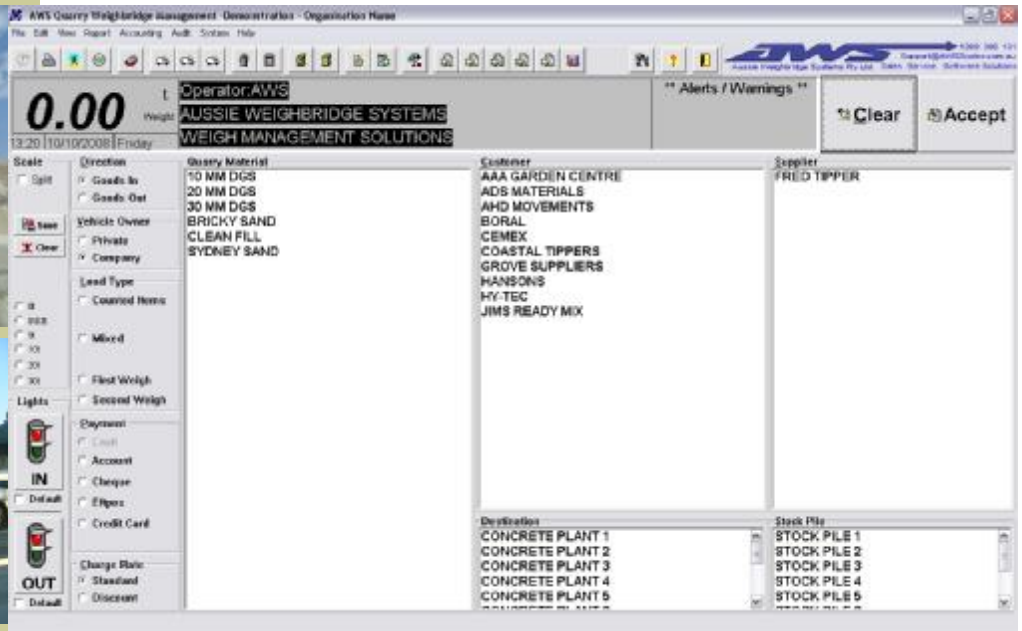 AWS Quarry Weighbridge Management -Demonstration - Organisation Name
File Edit View Report Accounting Audit System Help
AWS
Aussie Weighbridge Systems Pty Ltd
0.00 t
Weight
13:20 10/10/2008 Friday
Operator:AWS
AUSSIE WEIGHBRIDGE SYSTEMS
WEIGH MANAGEMENT SOLUTIONS
** Alerts / Warnings **
Clear
Accept
Scale
Split
Save
Clear
Lights
IN
Default
OUT
Default
Direction
Goods In
Goods Out
Vehicle Owner
Private
Company
Load Type
Counted Items
Mixed
First Weigh
Second Weigh
Payment
Cash
Account
Cheque
Eftpos
Credit Card
Charge Rate
Standard
Discount
Quarry Material
10 MM DGS
20 MM DGS
30 MM DGS
BRICKY SAND
CLEAN FILL
SYDNEY SAND
Customer
AAA GARDEN CENTRE
ADS MATERIALS
AHD MOVEMENTS
BORAL
CEMEX
COASTAL TIPPERS
GROVE SUPPLIERS
HANSONS
HY-TEC
JIMS READY MIX
Supplier
FRED TIPPER
Destination
CONCRETE PLANT 1
CONCRETE PLANT 2
CONCRETE PLANT 3
CONCRETE PLANT 4
CONCRETE PLANT 5
Stock Pile
STOCK PILE 1
STOCK PILE 2
STOCK PILE 3
STOCK PILE 4
STOCK PILE 5